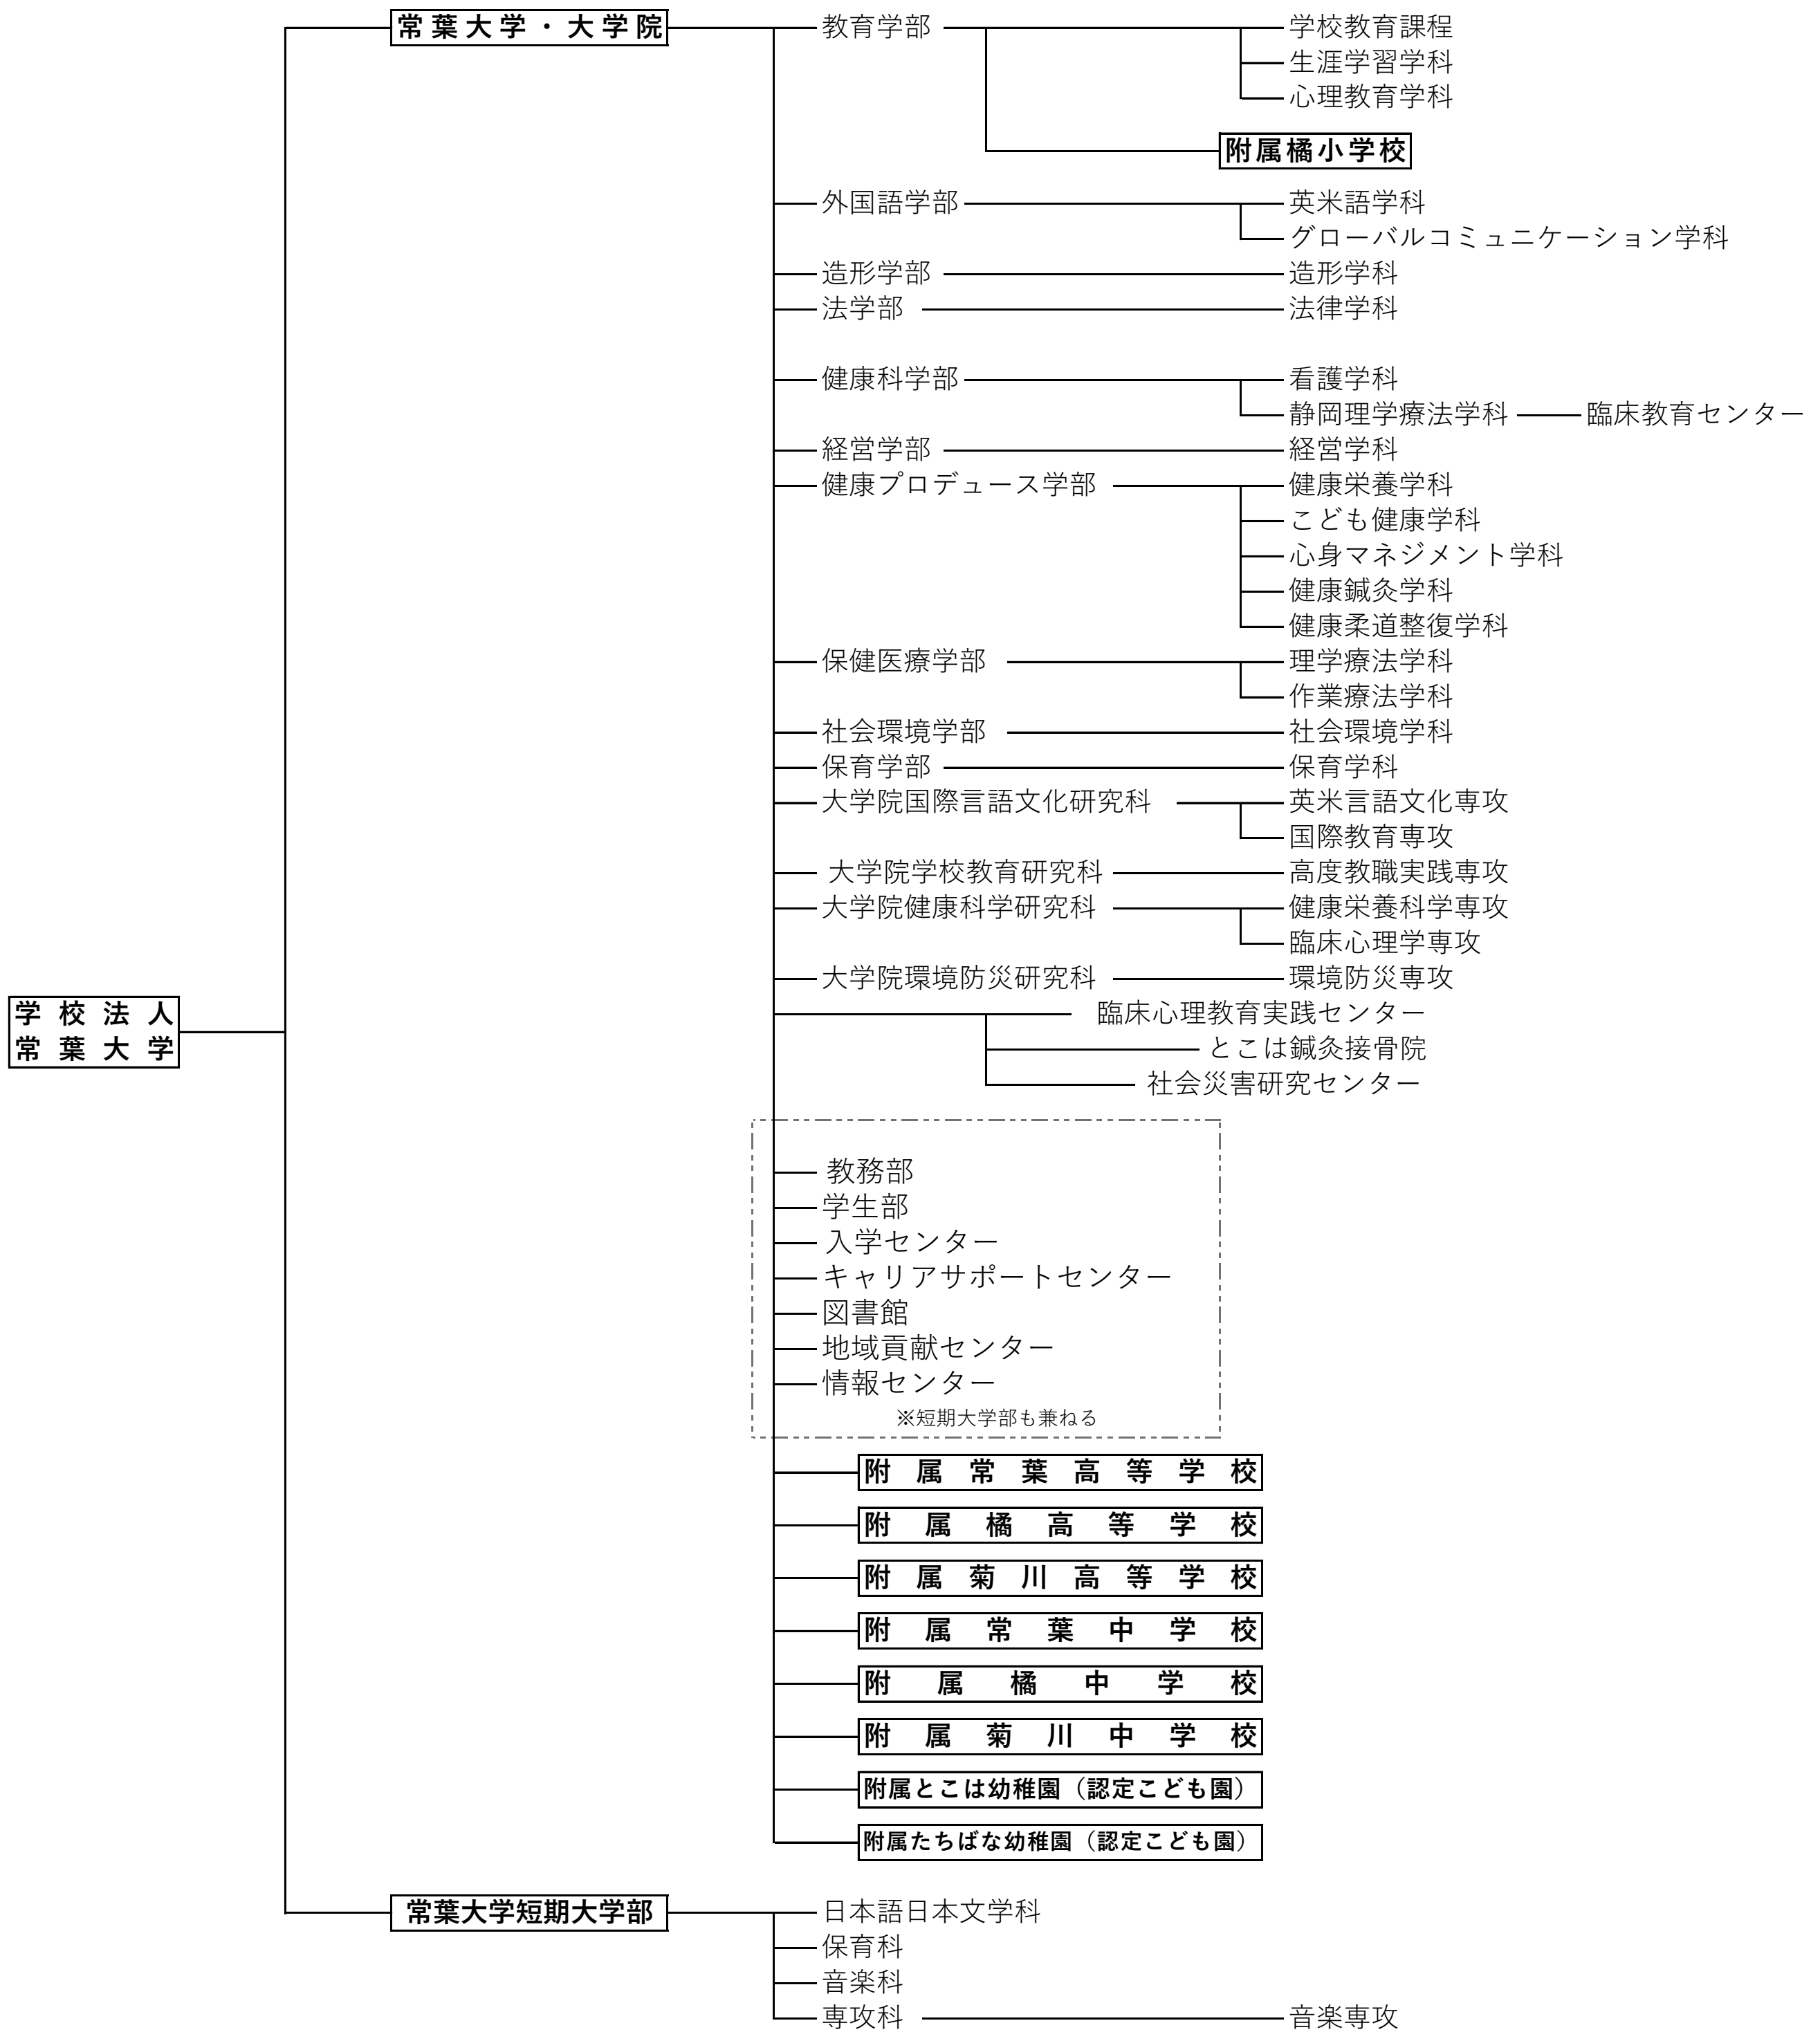 常葉大学・大学院 教育学部 学校教育課程
生涯学習学科
心理教育学科
附属橘小学校
外国語学部 英米語学科
グローバルコミュニケーション学科
造形学部 造形学科
法学部 法律学科
健康科学部 看護学科
静岡理学療法学科 臨床教育センター
経営学部 経営学科
健康プロデュース学部 健康栄養学科
こども健康学科
心身マネジメント学科
健康鍼灸学科
健康柔道整復学科
保健医療学部 理学療法学科
作業療法学科
社会環境学部 社会環境学科
保育学部 保育学科
大学院国際言語文化研究科 英米言語文化専攻
国際教育専攻
大学院学校教育研究科 高度教職実践専攻
大学院健康科学研究科 健康栄養科学専攻
臨床心理学専攻
大学院環境防災研究科 環境防災専攻
学校法人 臨床心理教育実践センター
常葉大学 とこは鍼灸接骨院
社会災害研究センター
教務部
学生部
入学センター
キャリアサポートセンター
図書館
地域貢献センター
情報センター
※短期大学部も兼ねる
附属常葉高等学校
附属橘高等学校
附属菊川高等学校
附属常葉中学校
附属橘中学校
附属菊川中学校
附属とこは幼稚園（認定こども園）
附属たちばな幼稚園（認定こども園）
常葉大学短期大学部 日本語日本文学科
保育科
音楽科
専攻科 音楽専攻